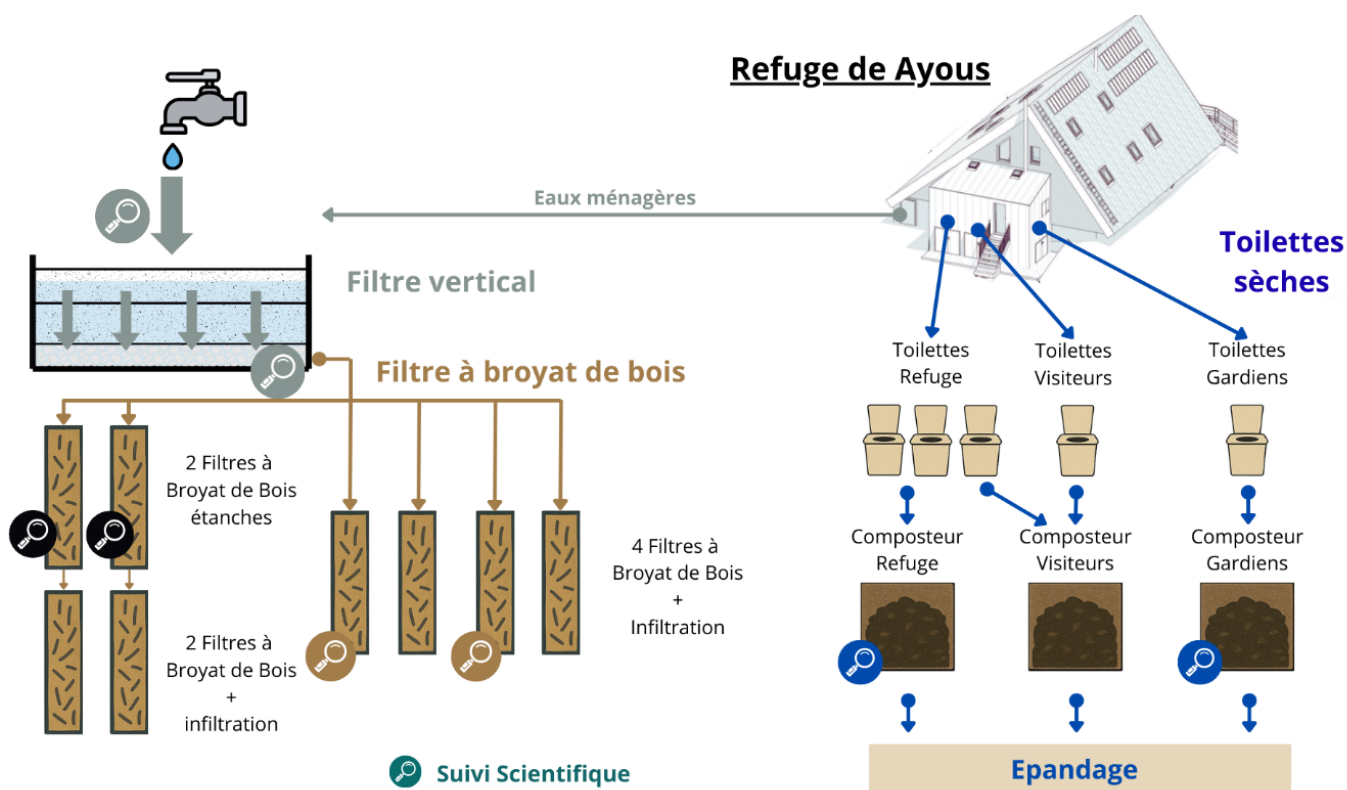 Refuge de Ayous
Eaux ménagères
Toilettes
sèches
Filtre vertical
Filtre à broyat de bois
Toilettes
Refuge
Toilettes
Visiteurs
Toilettes
Gardiens
2 Filtres à
Broyat de Bois
étanches
4 Filtres à
Broyat de Bois
+
Infiltration
Composteur
Refuge
Composteur
Visiteurs
Composteur
Gardiens
2 Filtres à
Broyat de Bois
+
infiltration
Suivi Scientifique
Epandage